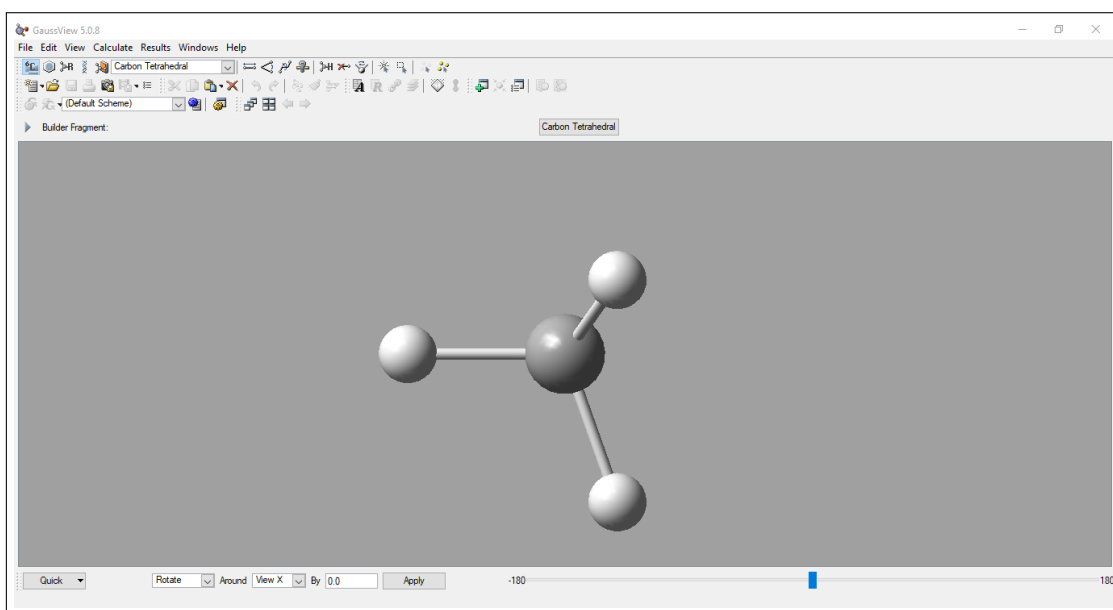 GaussView 5.0.8
File Edit View Calculate Results Windows Help
6C R Carbon Tetrahedral H
A R
(Default Scheme)
Builder Fragment: Carbon Tetrahedral
Quick Rotate Around View X By 0.0 Apply -180 180